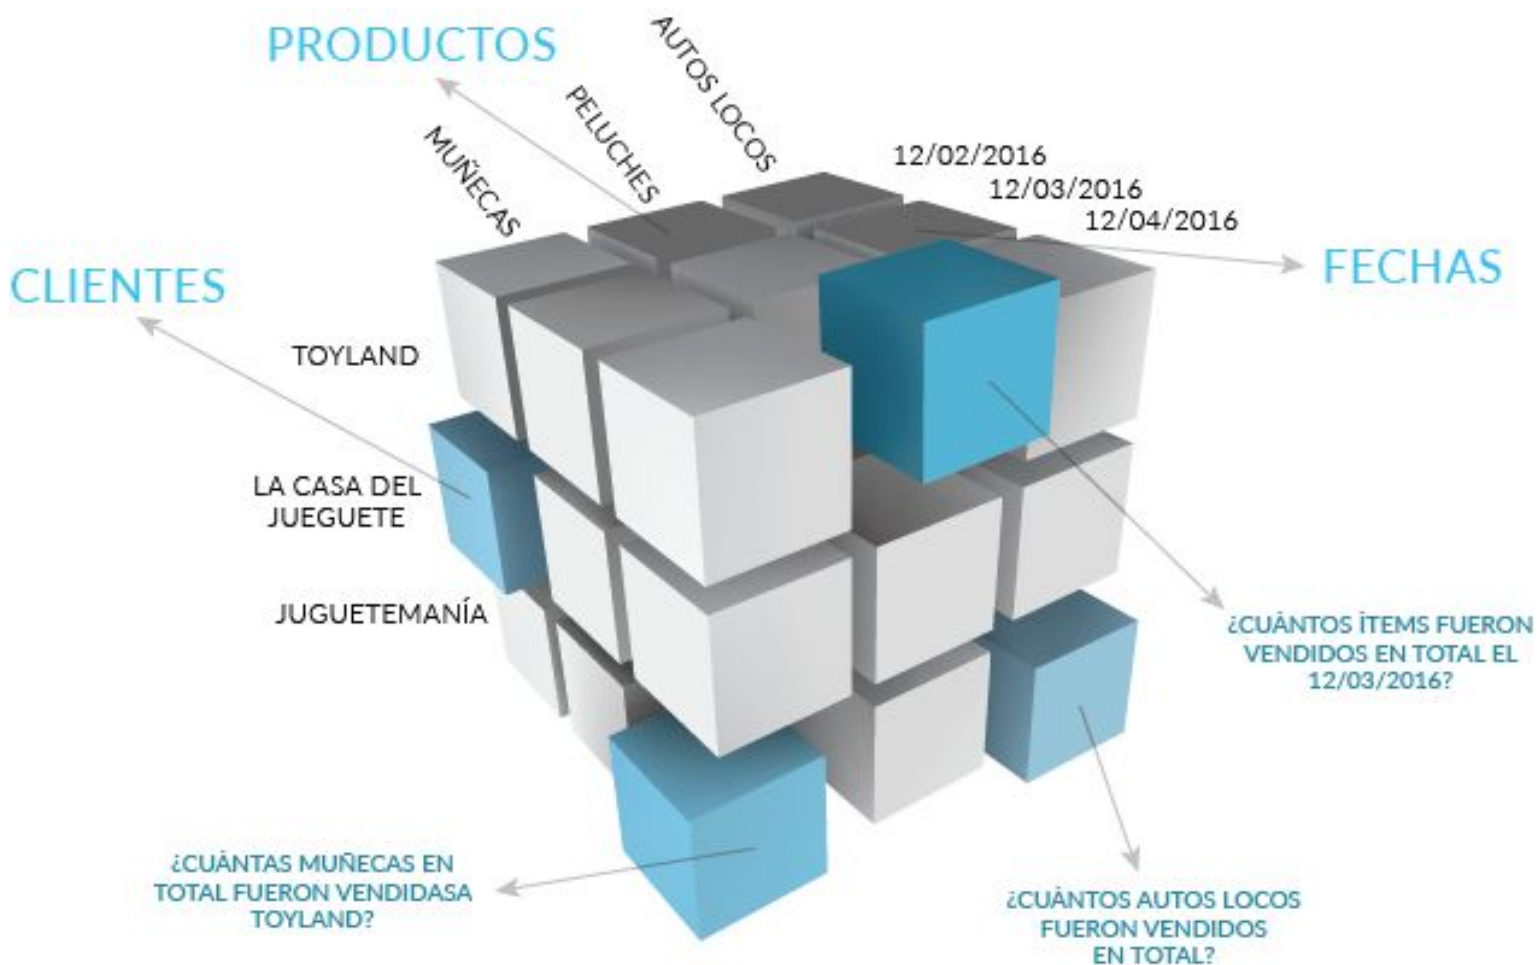 PRODUCTOS
AUTOS LOCOS
PELUCHES
MUÑECAS
12/02/2016
12/03/2016
12/04/2016
FECHAS
CLIENTES
TOYLAND
LA CASA DEL
JUEGUETE
JUGUETEMANÍA
¿CUÁNTOS ÍTEMS FUERON
VENDIDOS EN TOTAL EL
12/03/2016?
¿CUÁNTAS MUÑECAS EN
TOTAL FUERON VENDIDASA
TOYLAND?
¿CUÁNTOS AUTOS LOCOS
FUERON VENDIDOS
EN TOTAL?